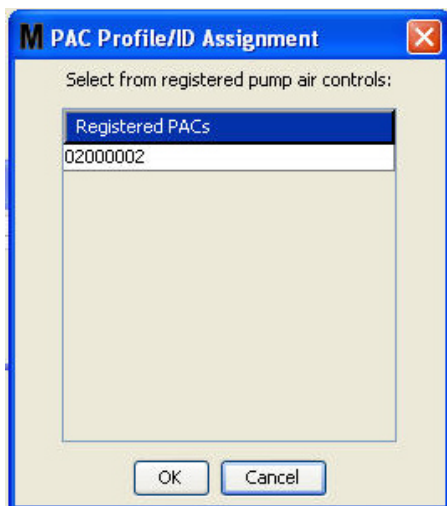 M PAC Profile/ID Assignment
Select from registered pump air controls:
Registered PACs
02000002
OK Cancel